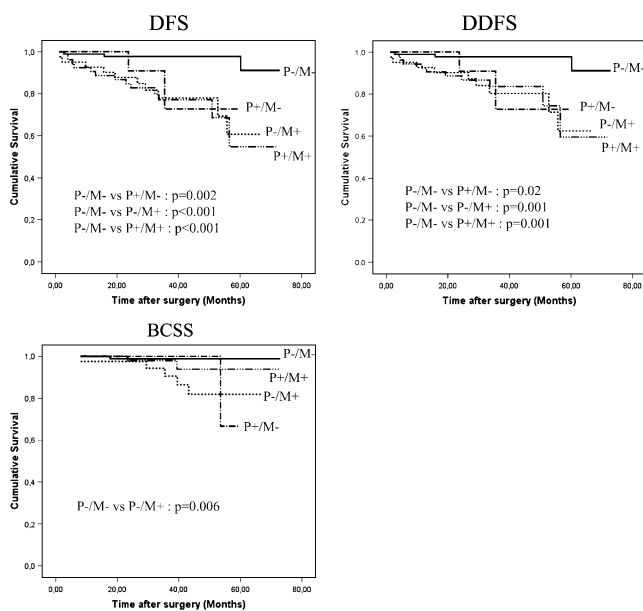 DFS
1,0
0,8
0,6
0,4
0,2
0,0
Cumulative Survival
P-/M-
P+/M-
P-/M+
P+/M+
P-/M- vs P+/M- : p=0.002
P-/M- vs P-/M+ : p<0.001
P-/M- vs P+/M+ : p<0.001
0,00 20,00 40,00 60,00 80,00
Time after surgery (Months)
DDFS
1,0
0,8
0,6
0,4
0,2
0,0
Cumulative Survival
P-/M-
P+/M-
P-/M+
P+/M+
P-/M- vs P+/M- : p=0.02
P-/M- vs P-/M+ : p=0.001
P-/M- vs P+/M+ : p=0.001
0,00 20,00 40,00 60,00 80,00
Time after surgery (Months)
BCSS
1,0
0,8
0,6
0,4
0,2
0,0
Cumulative Survival
P-/M-
P+/M+
P-/M+
P+/M-
P-/M- vs P-/M+ : p=0.006
0,00 20,00 40,00 60,00 80,00
Time after surgery (Months)